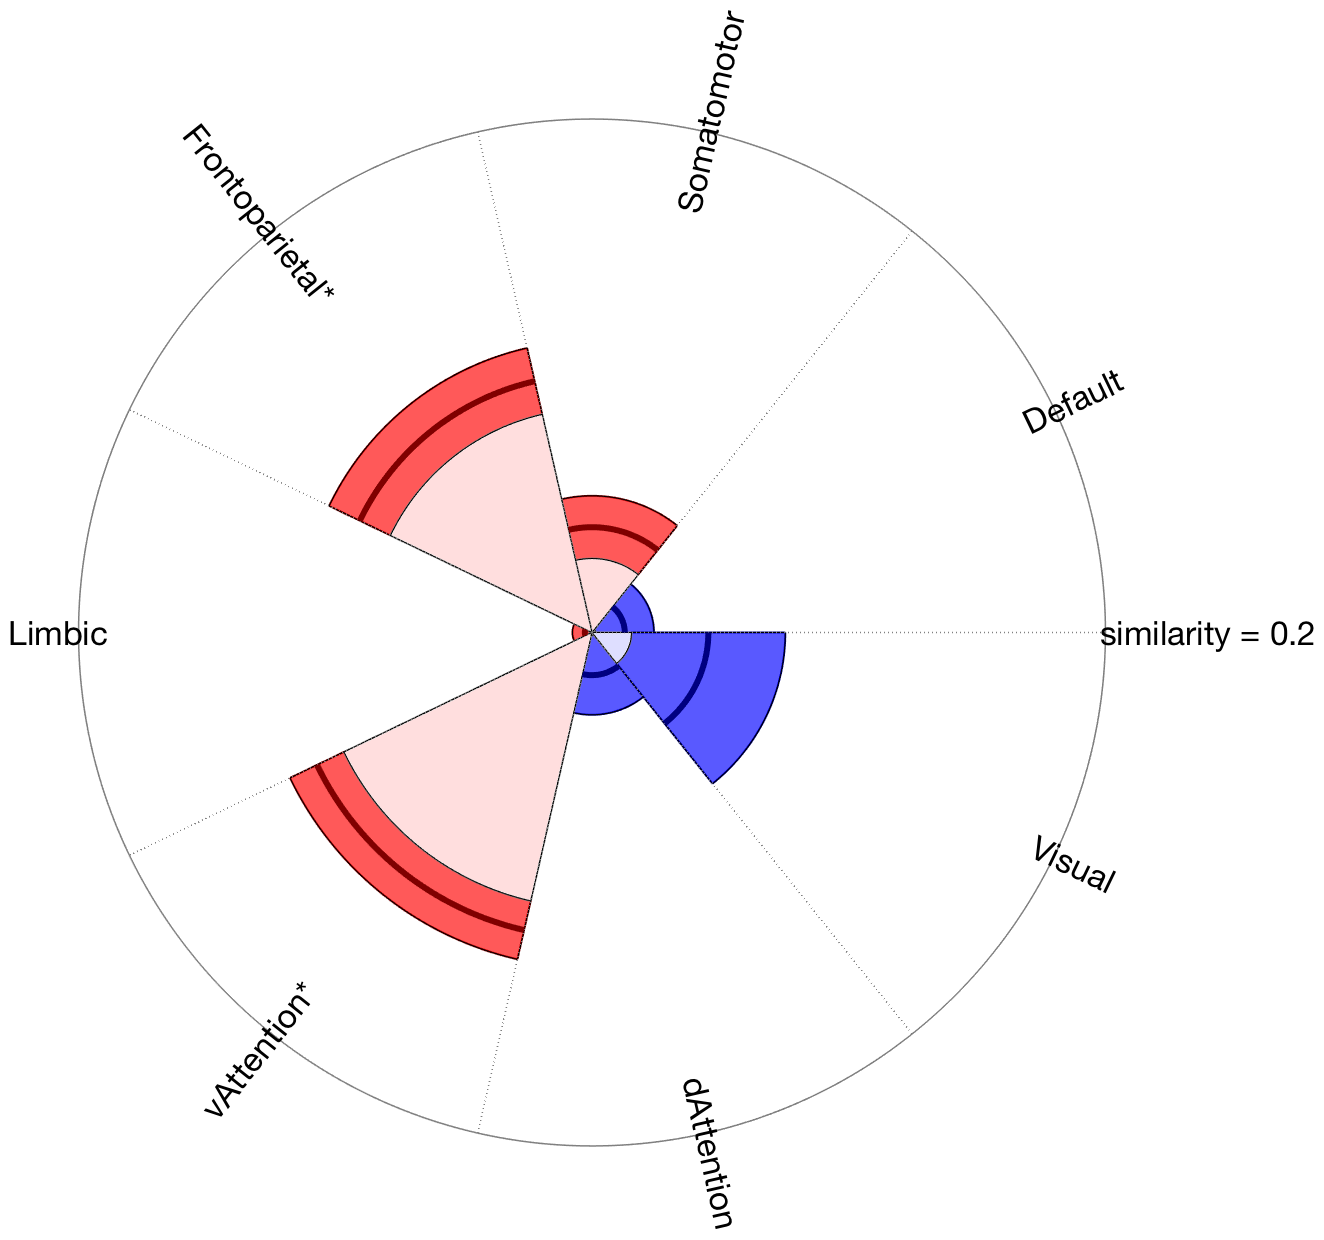 Somatomotor
Frontoparietal*
Default
Limbic
similarity = 0.2
Visual
vAttention*
dAttention